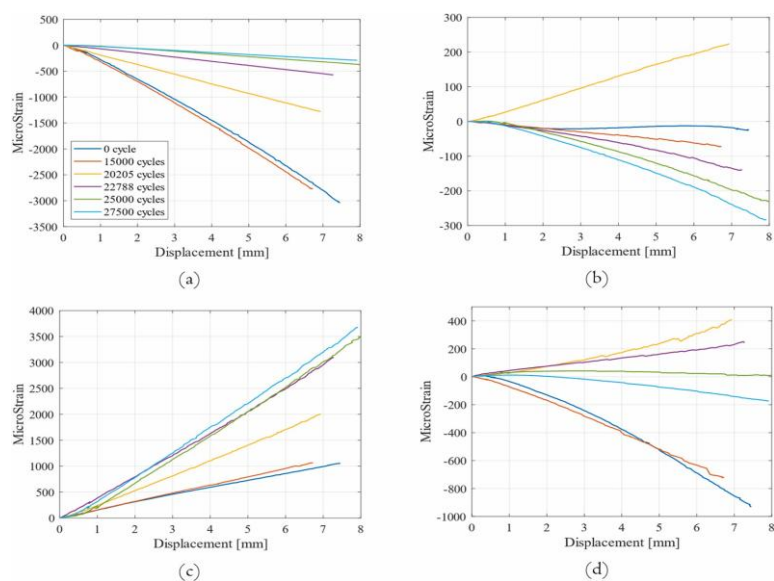 500
0
-500
-1000
-1500
-2000
-2500
-3000
-3500
MicroStrain
0 cycle
15000 cycles
20205 cycles
22788 cycles
25000 cycles
27500 cycles
0 1 2 3 4 5 6 7 8
Displacement [mm]
(a)
300
200
100
0
-100
-200
-300
MicroStrain
0 1 2 3 4 5 6 7 8
Displacement [mm]
(b)
4000
3500
3000
2500
2000
1500
1000
500
0
MicroStrain
0 1 2 3 4 5 6 7 8
Displacement [mm]
(c)
400
200
0
-200
-400
-600
-800
-1000
MicroStrain
0 1 2 3 4 5 6 7 8
Displacement [mm]
(d)